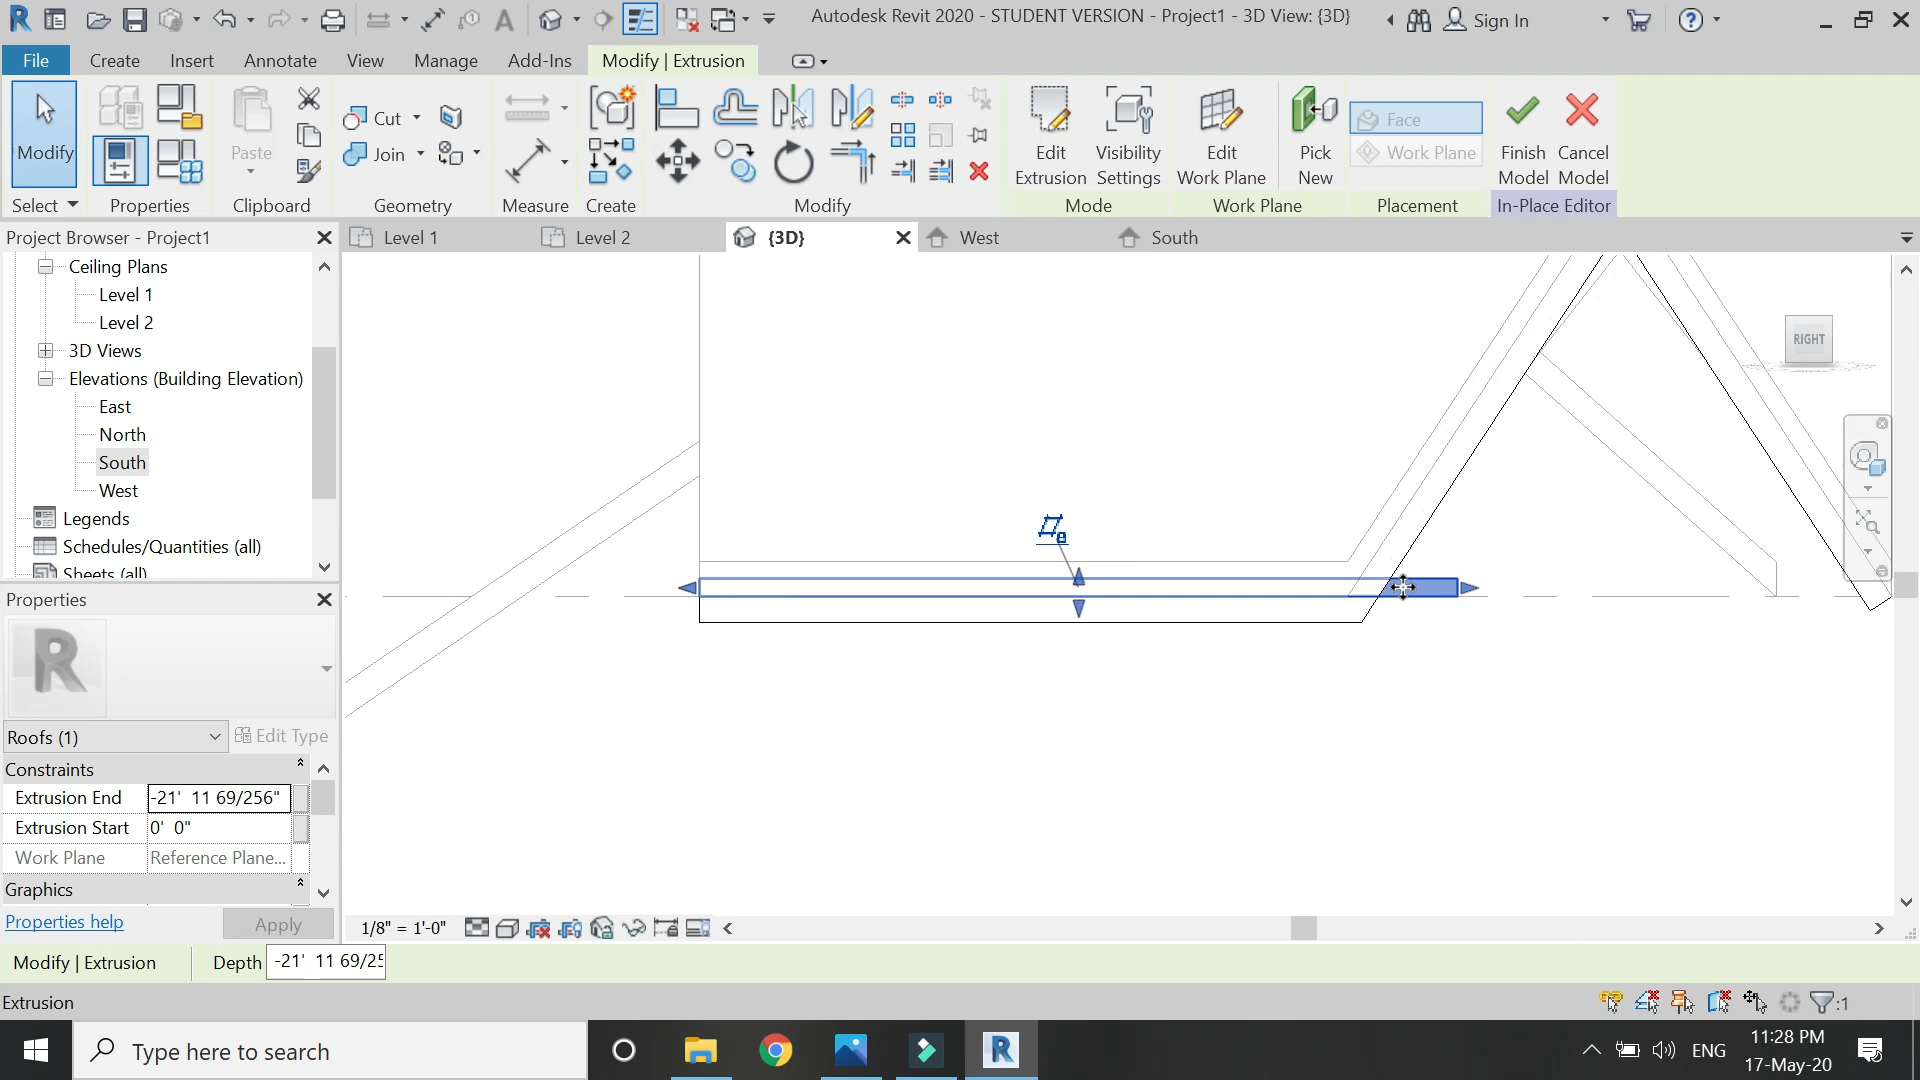 Autodesk Revit 2020 - STUDENT VERSION - Project1 - 3D View: {3D}
Sign In
File Create Insert Annotate View Manage Add-Ins Modify | Extrusion
Modify
Paste
Cut
Join
Edit Extrusion
Visibility Settings
Edit Work Plane
Pick New
Face
Work Plane
Finish Model
Cancel Model
Select Properties Clipboard Geometry Measure Create Modify Mode Work Plane Placement In-Place Editor
Project Browser - Project1
Level 1
Level 2
{3D}
West
South
Ceiling Plans
Level 1
Level 2
3D Views
Elevations (Building Elevation)
East
North
South
West
Legends
Schedules/Quantities (all)
Sheets (all)
RIGHT
Properties
Roofs (1)
Edit Type
Constraints
Extrusion End -21' 11 69/256"
Extrusion Start 0' 0"
Work Plane Reference Plane...
Graphics
Properties help
Apply
1/8" = 1'-0"
Modify | Extrusion
Depth -21' 11 69/25
Extrusion
:1
Type here to search
ENG
11:28 PM
17-May-20